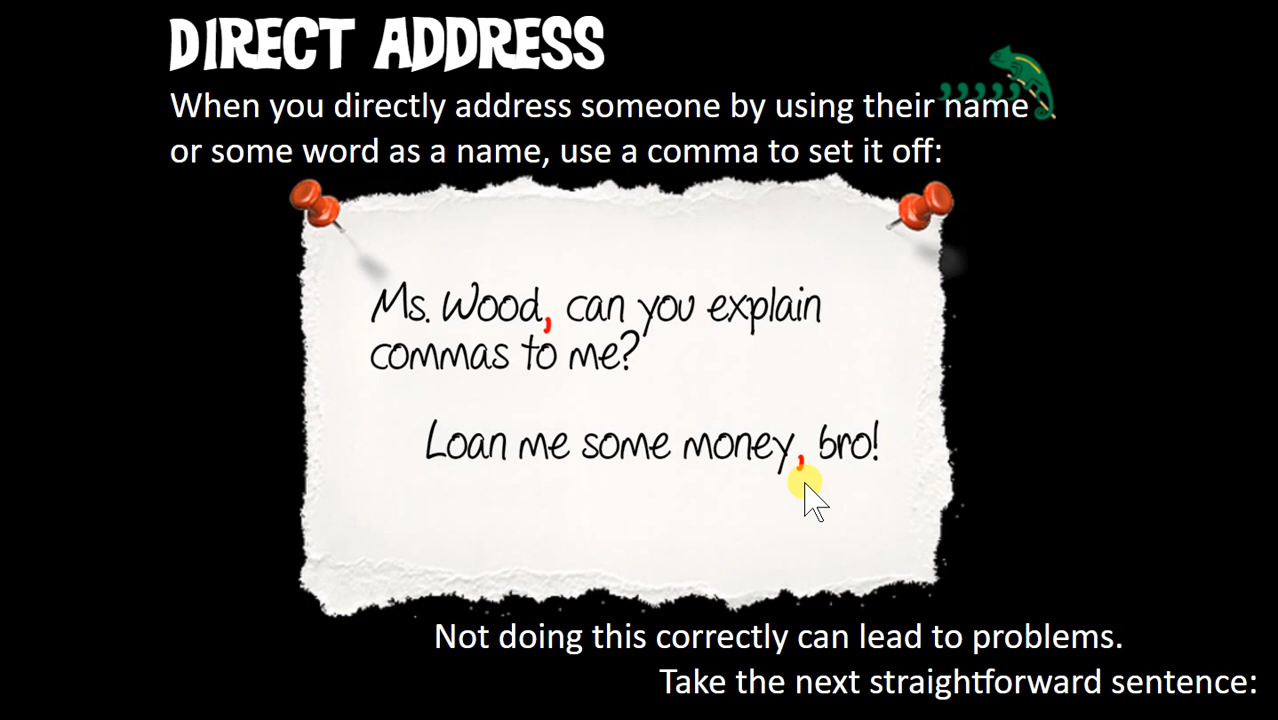 DIRECT ADDRESS
When you directly address someone by using their name
or some word as a name, use a comma to set it off:
Ms. Wood, can you explain
commas to me?
Loan me some money, bro!
Not doing this correctly can lead to problems.
Take the next straightforward sentence: